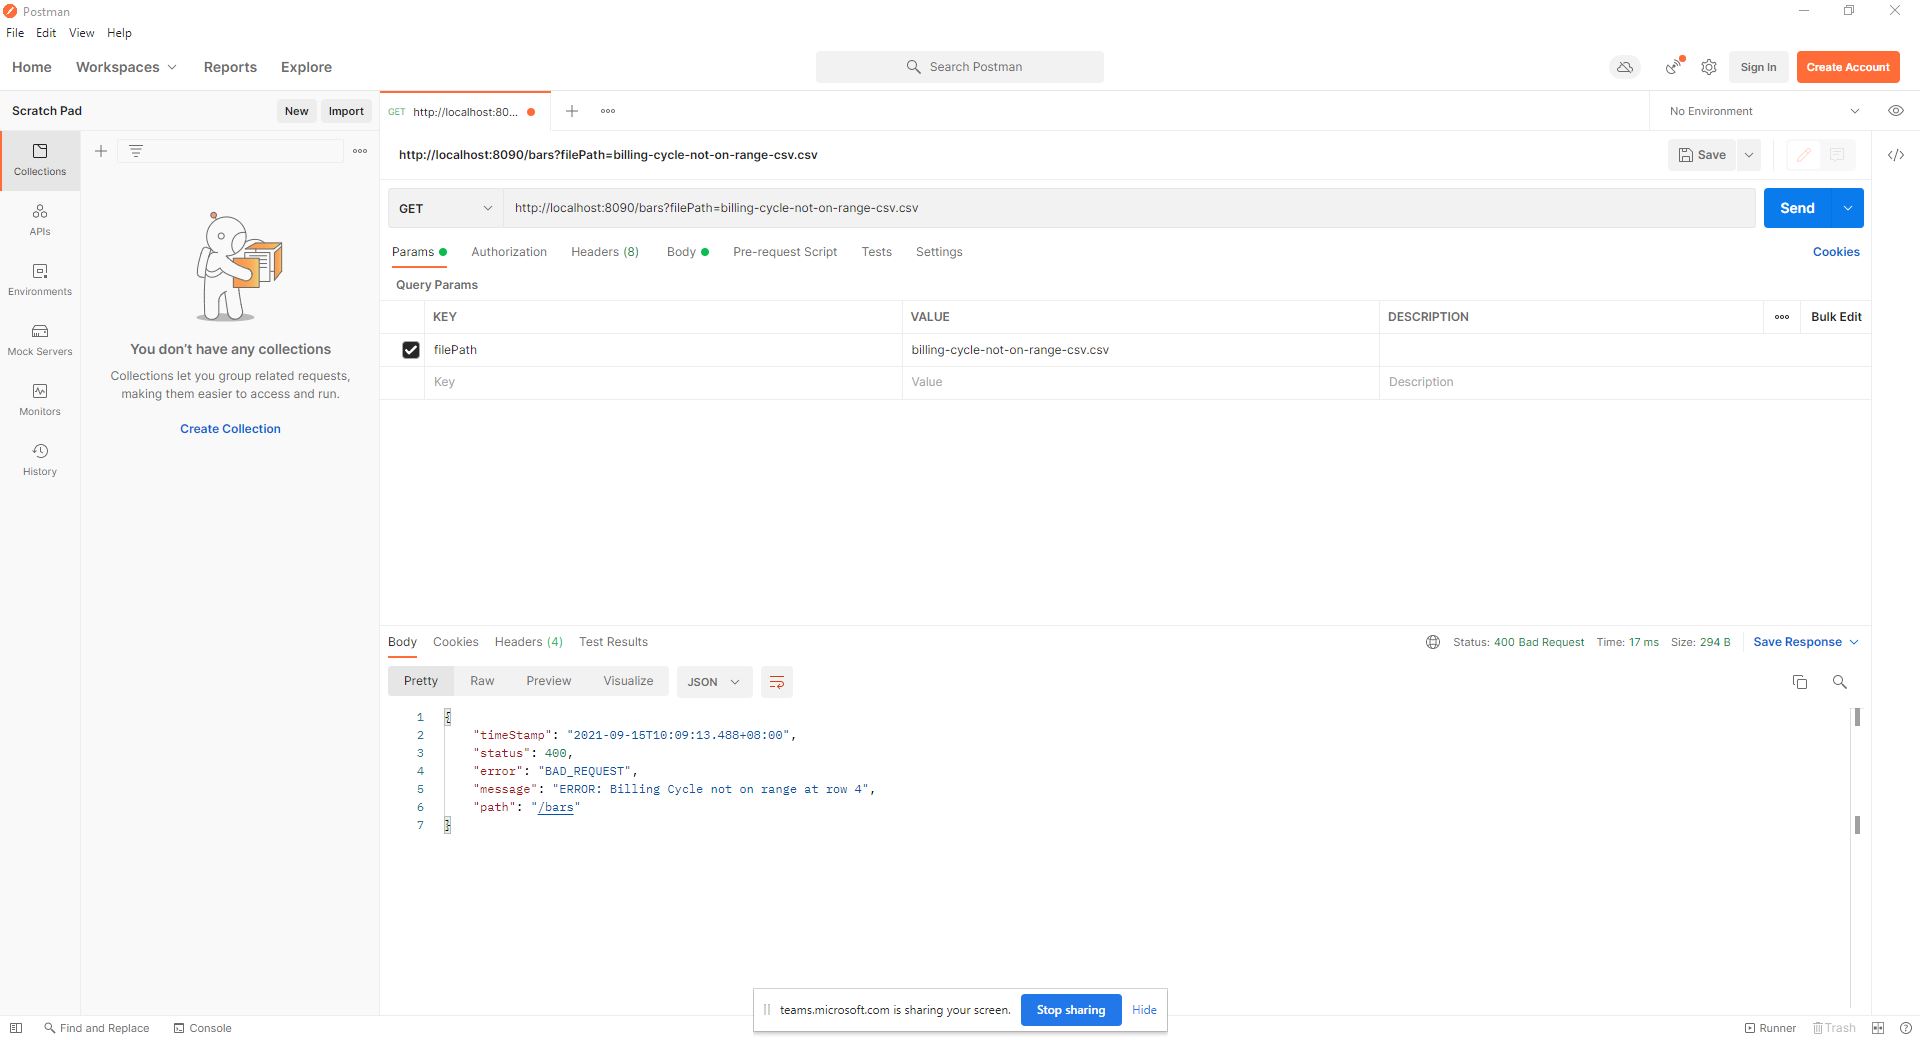 Postman
File Edit View Help
Home Workspaces Reports Explore
Search Postman
Sign In Create Account
Scratch Pad
New Import
GET http://localhost:80...
No Environment
Collections
APIs
Environments
Mock Servers
Monitors
History
You don't have any collections
Collections let you group related requests,
making them easier to access and run.
Create Collection
http://localhost:8090/bars?filePath=billing-cycle-not-on-range-csv.csv
Save
GET http://localhost:8090/bars?filePath=billing-cycle-not-on-range-csv.csv
Send
Params Authorization Headers (8) Body Pre-request Script Tests Settings
Cookies
Query Params
KEY VALUE DESCRIPTION
Bulk Edit
filePath billing-cycle-not-on-range-csv.csv
Key Value Description
Body Cookies Headers (4) Test Results
Status: 400 Bad Request Time: 17 ms Size: 294 B Save Response
Pretty Raw Preview Visualize JSON
1 {
2 "timeStamp": "2021-09-15T10:09:13.488+08:00",
3 "status": 400,
4 "error": "BAD_REQUEST",
5 "message": "ERROR: Billing Cycle not on range at row 4",
6 "path": "/bars"
7 }
teams.microsoft.com is sharing your screen. Stop sharing Hide
Find and Replace Console
Runner Trash